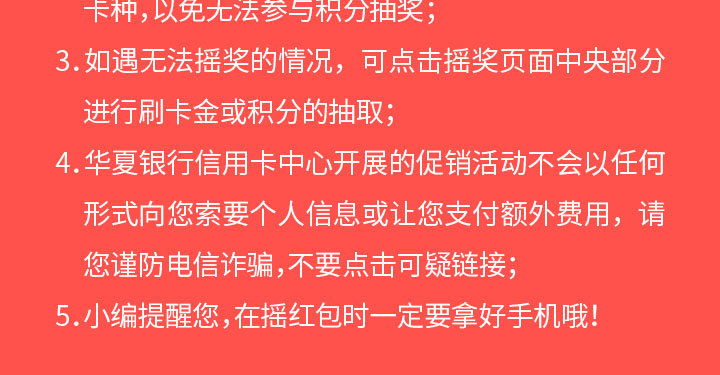 卡种，以免无法参与积分抽奖；
3.如遇无法摇奖的情况，可点击摇奖页面中央部分
进行刷卡金或积分的抽取；
4.华夏银行信用卡中心开展的促销活动不会以任何
形式向您索要个人信息或让您支付额外费用，请
您谨防电信诈骗，不要点击可疑链接；
5.小编提醒您，在摇红包时一定要拿好手机哦！